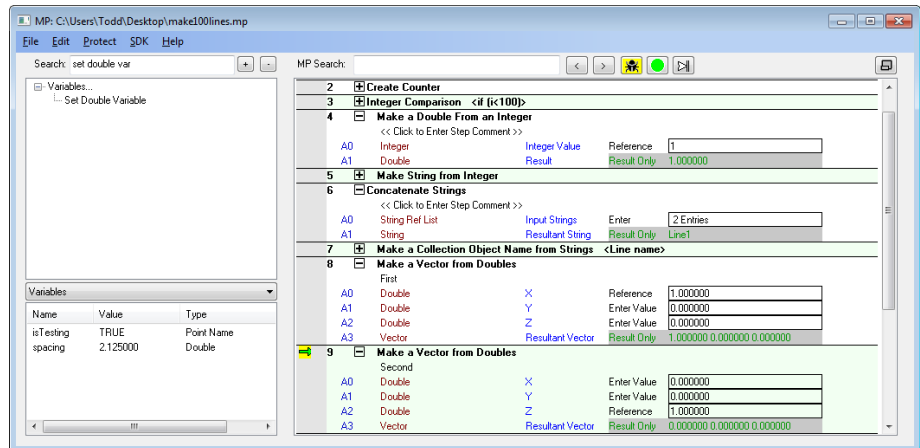 MP: C:\Users\Todd\Desktop\make100lines.mp
File Edit Protect SDK Help
Search: set double var + -
MP Search: < >
Variables...
Set Double Variable
Variables
Name Value Type
isTesting TRUE Point Name
spacing 2.125000 Double
2 Create Counter
3 Integer Comparison <if (i<100)>
4 Make a Double From an Integer
<< Click to Enter Step Comment >>
A0 Integer Integer Value Reference 1
A1 Double Result Result Only 1.000000
5 Make String from Integer
6 Concatenate Strings
<< Click to Enter Step Comment >>
A0 String Ref List Input Strings Enter 2 Entries
A1 String Resultant String Result Only Line1
7 Make a Collection Object Name from Strings <Line name>
8 Make a Vector from Doubles
First
A0 Double X Reference 1.000000
A1 Double Y Enter Value 0.000000
A2 Double Z Enter Value 0.000000
A3 Vector Resultant Vector Result Only 1.000000 0.000000 0.000000
9 Make a Vector from Doubles
Second
A0 Double X Enter Value 0.000000
A1 Double Y Enter Value 0.000000
A2 Double Z Reference 1.000000
A3 Vector Resultant Vector Result Only 0.000000 0.000000 0.000000